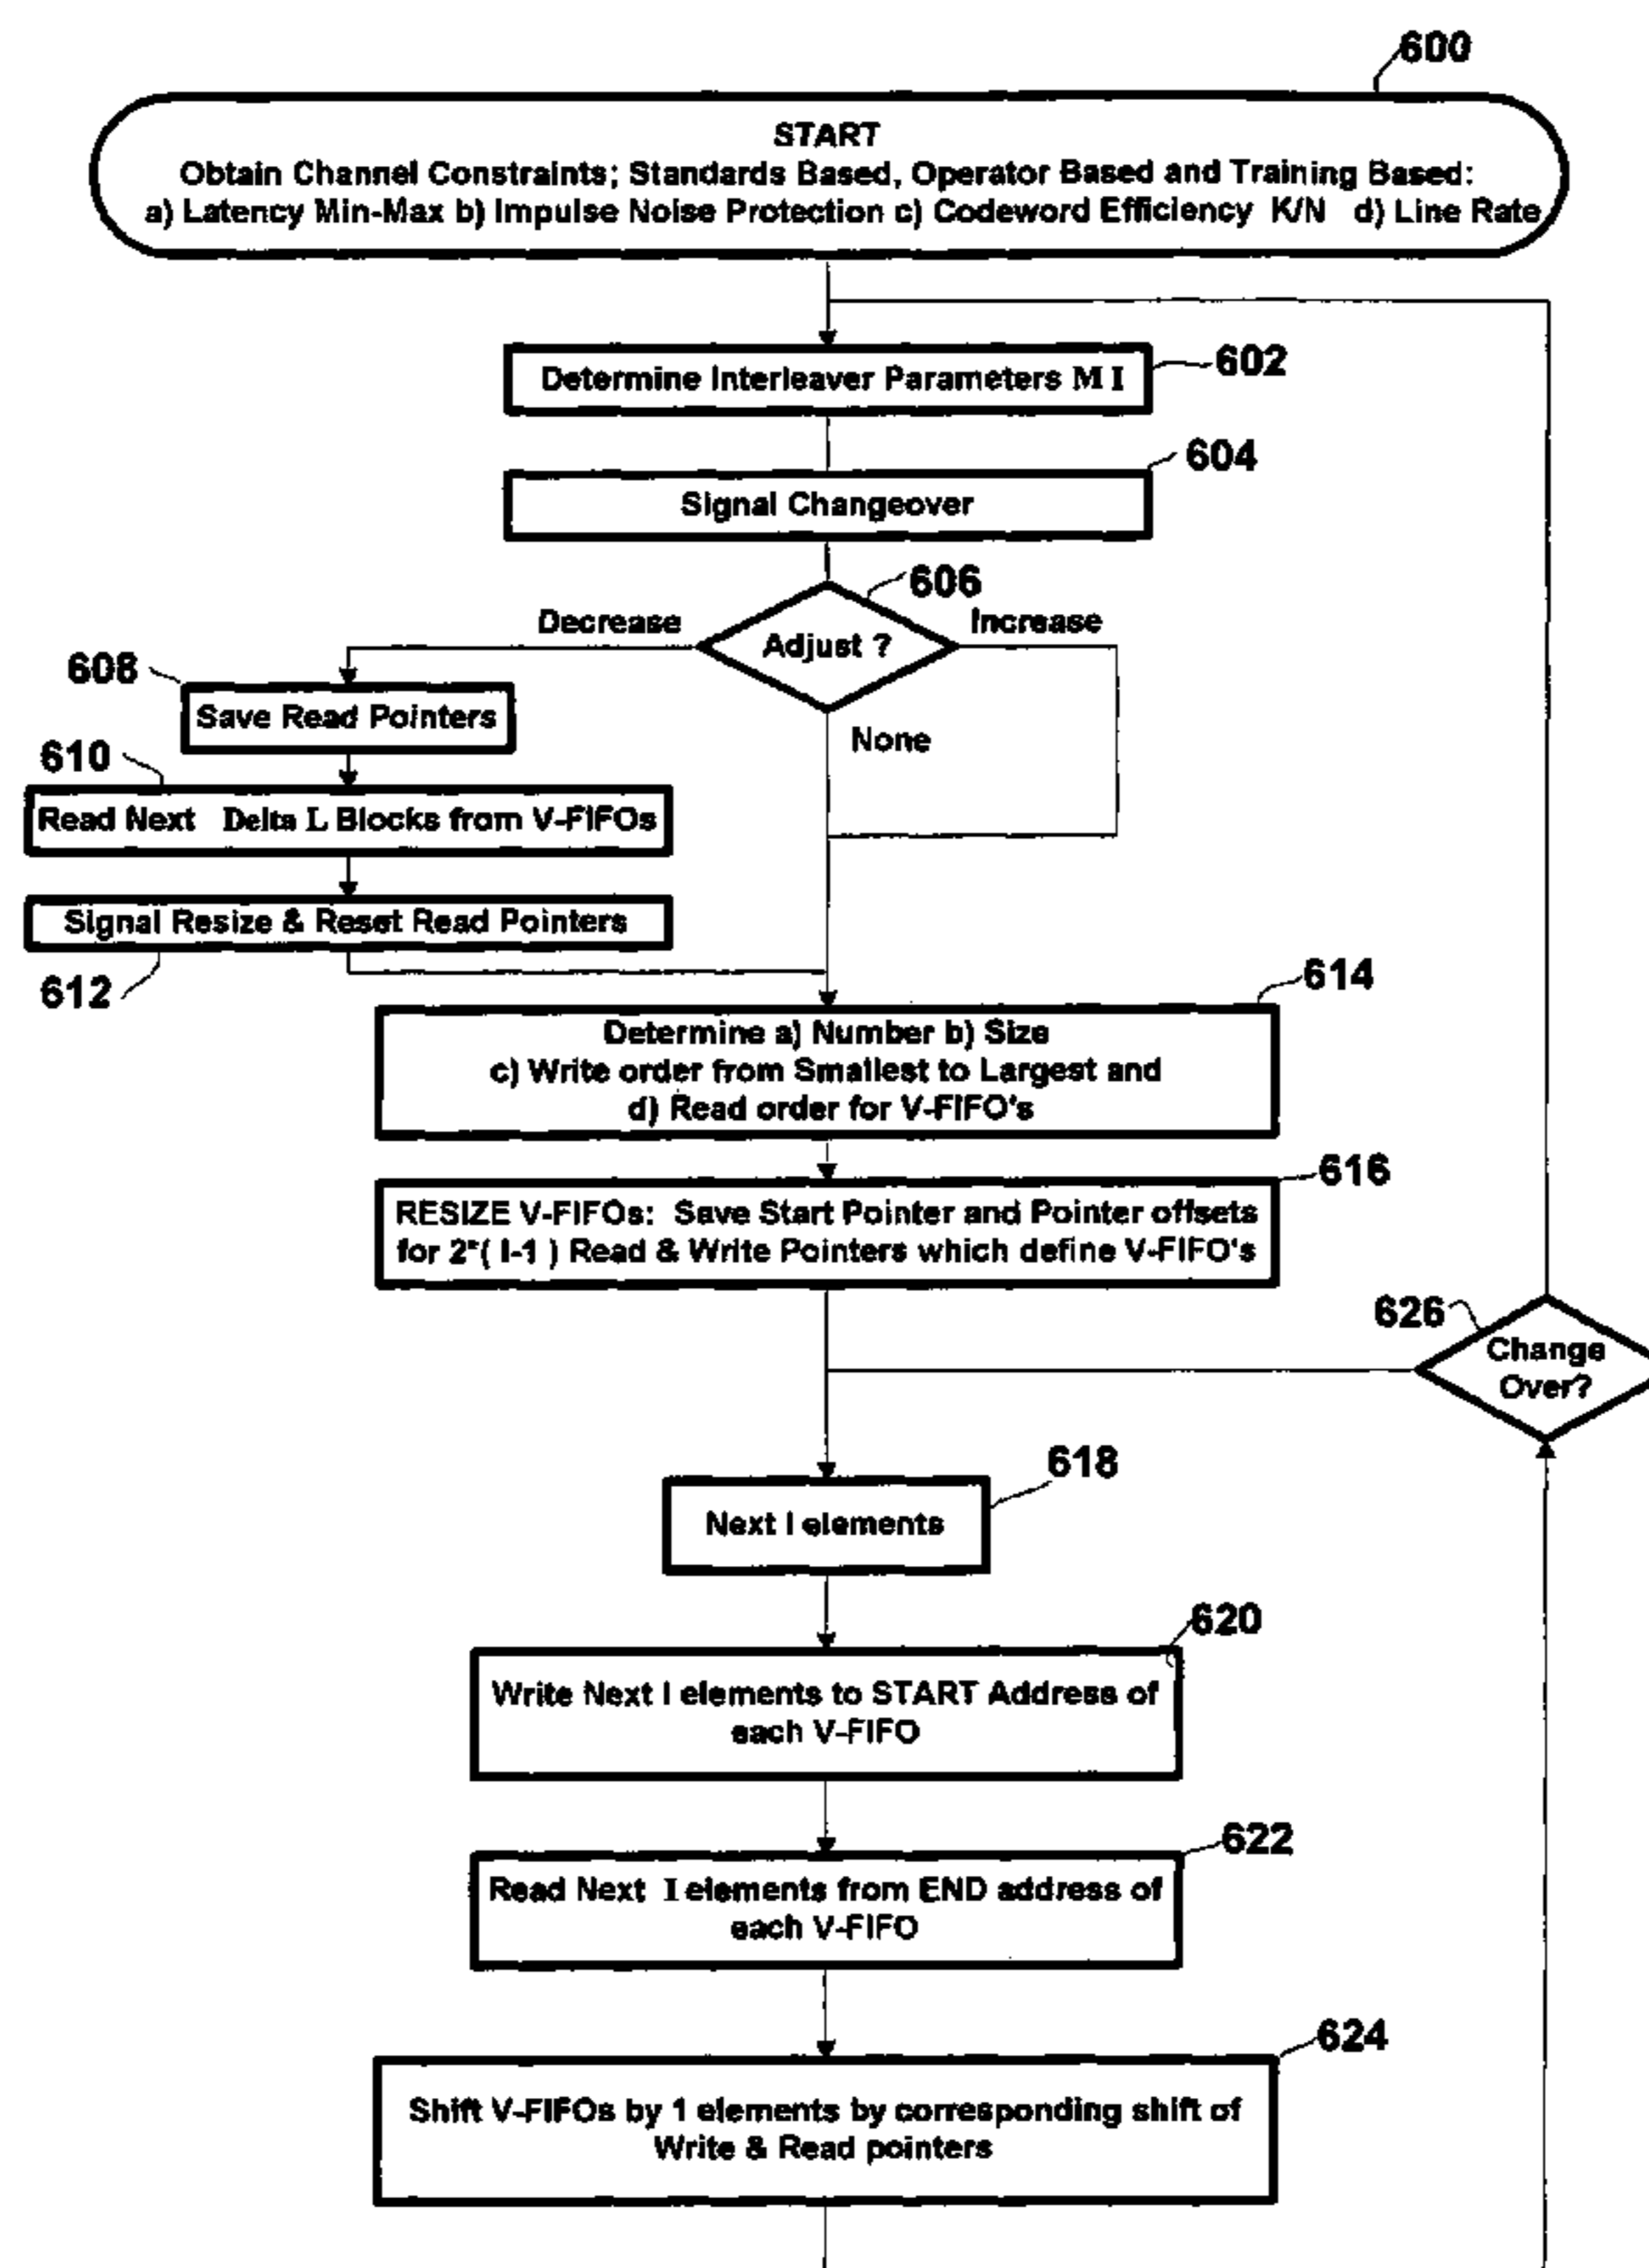 600
START
Obtain Channel Constraints; Standards Based, Operator Based and Training Based:
a) Latency Min-Max b) Impulse Noise Protection c) Codeword Efficiency K/N d) Line Rate
Determine Interleaver Parameters M I
602
604
Signal Changeover
606
Decrease
Increase
Adjust ?
608
Save Read Pointers
None
610
Read Next Delta L Blocks from V-FIFOs
Signal Resize & Reset Read Pointers
612
614
Determine a) Number b) Size
c) Write order from Smallest to Largest and
d) Read order for V-FIFO's
616
RESIZE V-FIFOs: Save Start Pointer and Pointer offsets
for 2*( I-1 ) Read & Write Pointers which define V-FIFO's
626
Change
Over?
618
Next I elements
620
Write Next I elements to START Address of
each V-FIFO
622
Read Next I elements from END address of
each V-FIFO
624
Shift V-FIFOs by 1 elements by corresponding shift of
Write & Read pointers